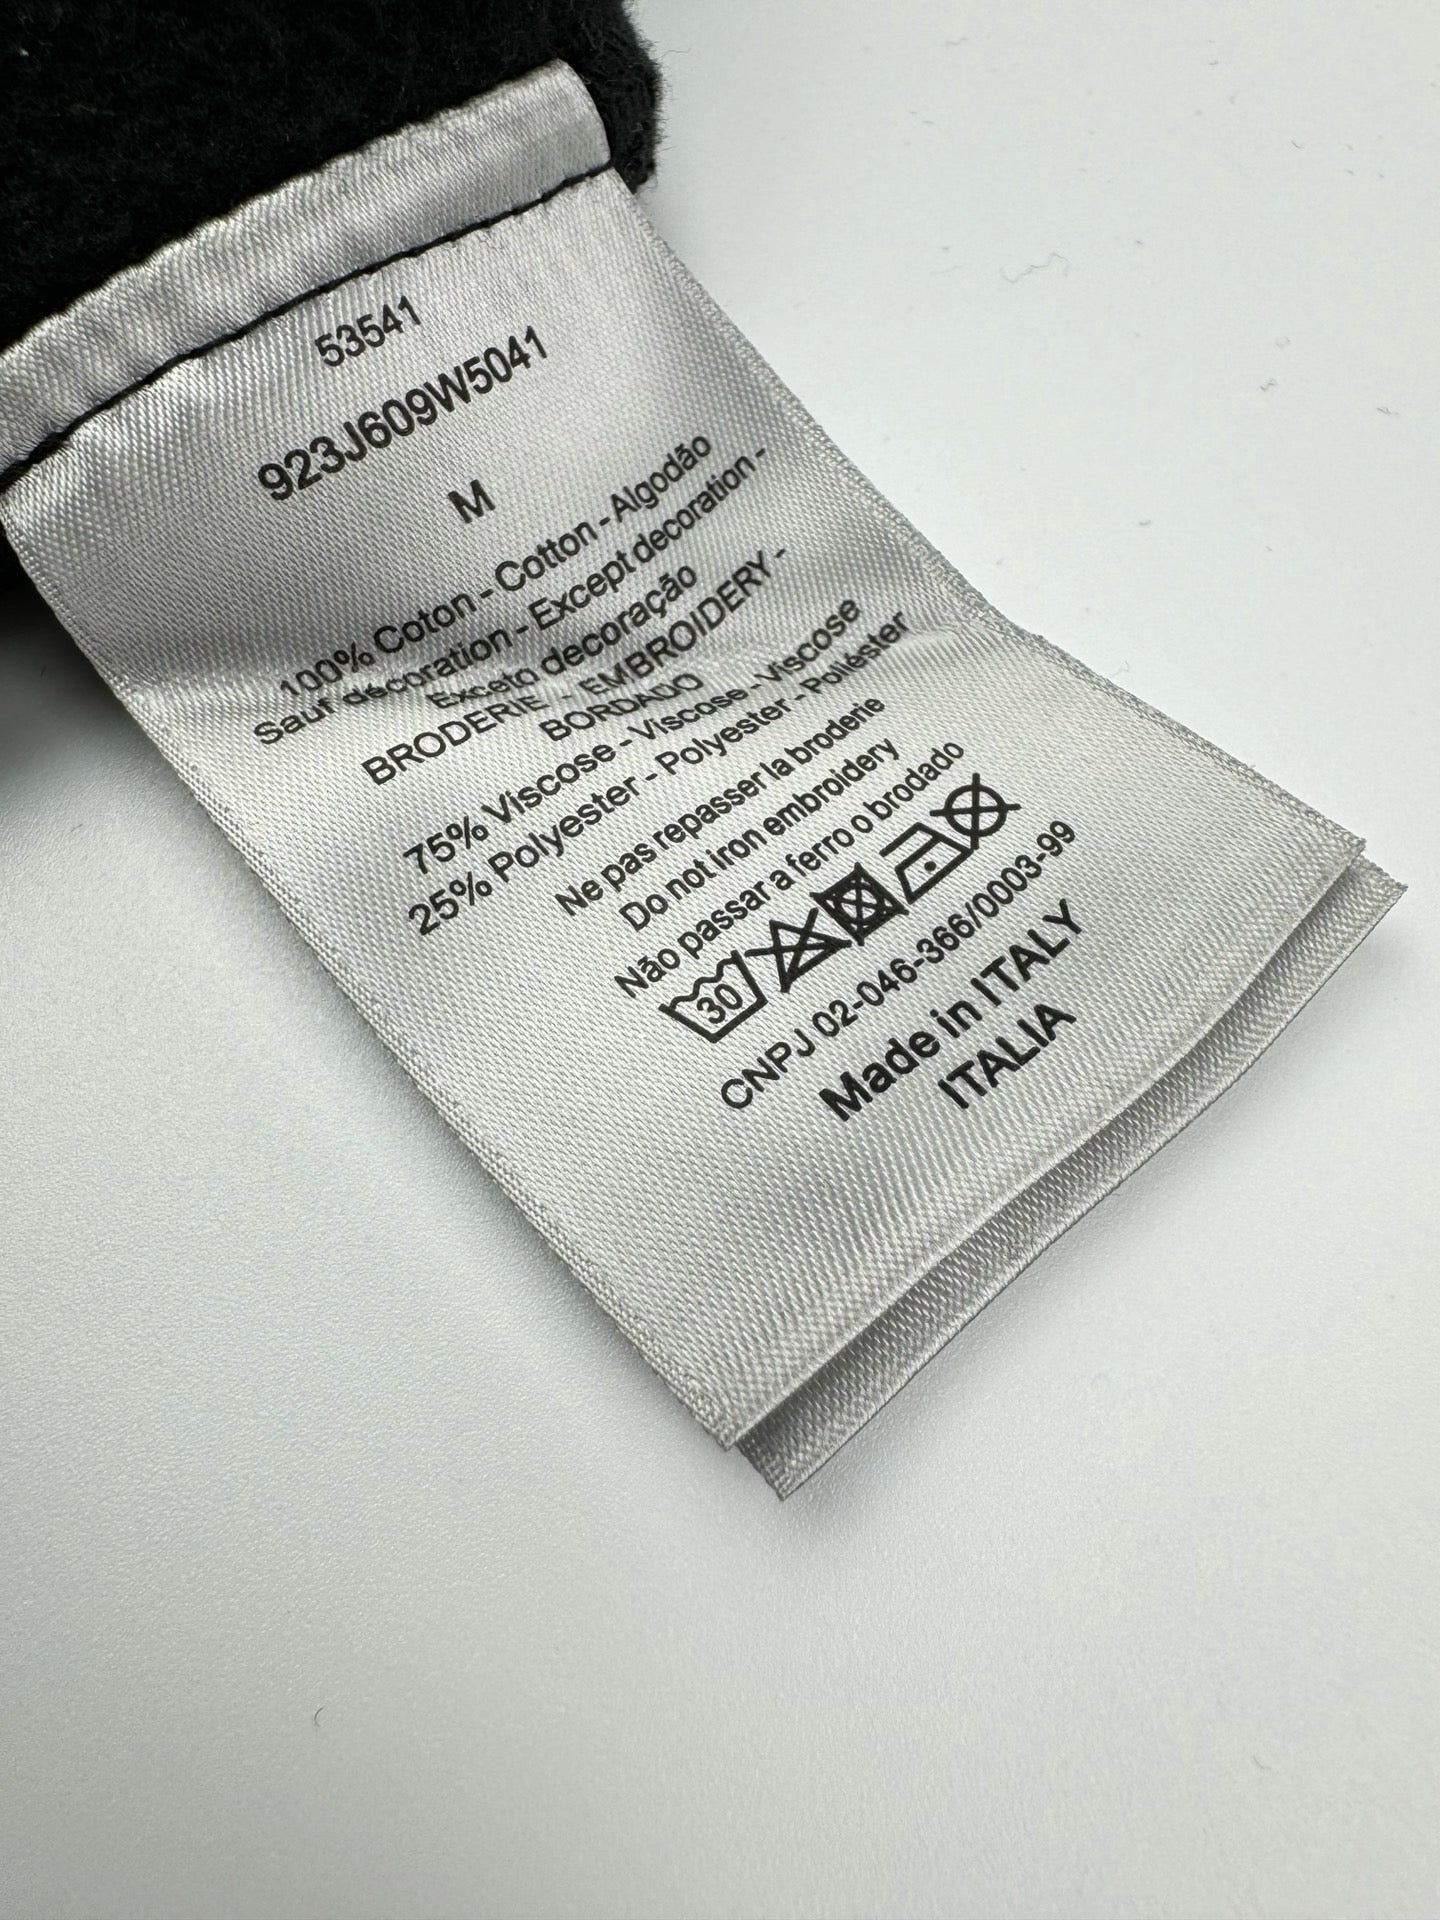 53541
923J609W5041
M
100% Coton - Cotton - Algodão
Sauf décoration - Except decoration -
Exceto decoração
BRODERIE - EMBROIDERY -
BORDADO
75% Viscose - Viscose - Viscose
25% Polyester - Polyester - Poliéster
Ne pas repasser la broderie
Do not iron embroidery
Não passar a ferro o brodado
30
CNPJ 02-046-366/0003-99
Made in ITALY
ITALIA